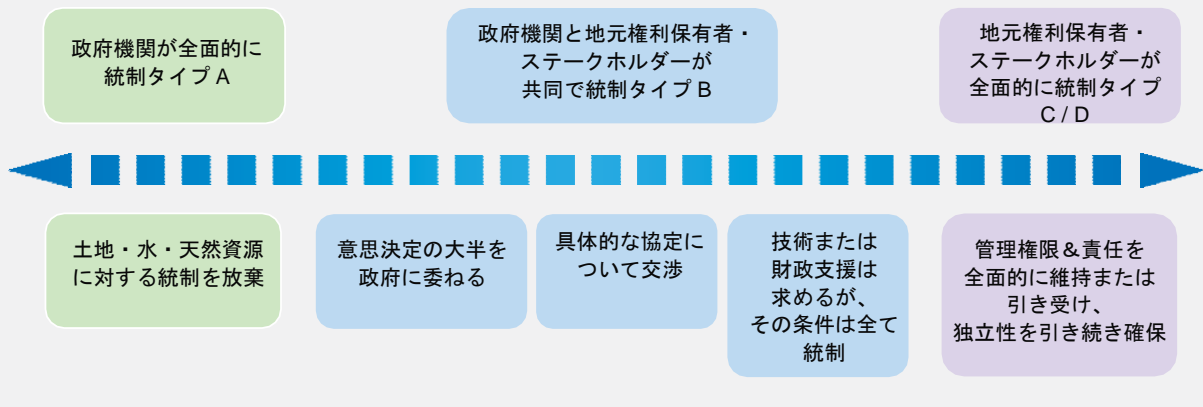 政府機関が全面的に
統制タイプ A
政府機関と地元権利保有者・
ステークホルダーが
共同で統制タイプ B
地元権利保有者・
ステークホルダーが
全面的に統制タイプ
C / D
土地・水・天然資源
に対する統制を放棄
意思決定の大半を
政府に委ねる
具体的な協定に
ついて交渉
技術または
財政支援は
求めるが、
その条件は全て
統制
管理権限＆責任を
全面的に維持または
引き受け、
独立性を引き続き確保